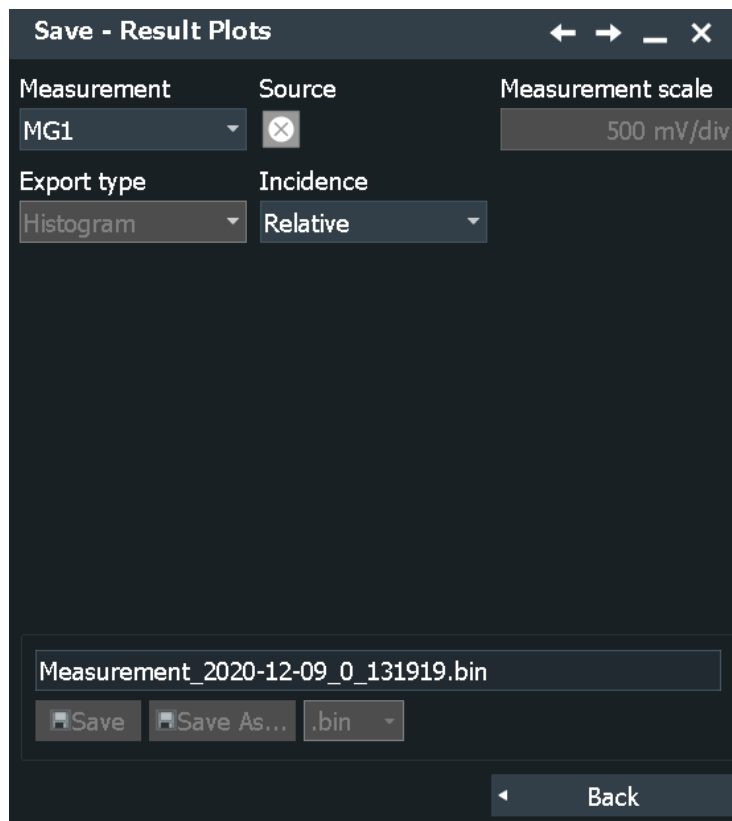 Save - Result Plots
Measurement Source Measurement scale
MG1 500 mV/div
Export type Incidence
Histogram Relative
Measurement_2020-12-09_0_131919.bin
Save Save As... .bin
Back